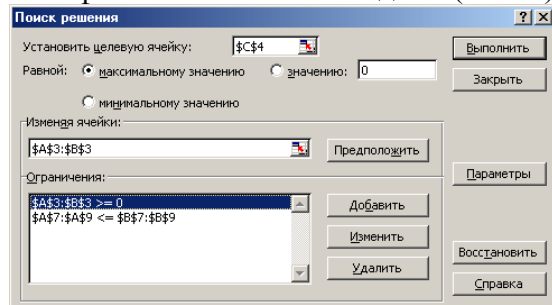 Поиск решения
Установить целевую ячейку: $C$4 Выполнить
Равной: максимальному значению значению: 0 Закрыть
минимальному значению
Изменяя ячейки:
$A$3:$B$3 Предположить
Ограничения: Параметры
$A$3:$B$3 >= 0 Добавить
$A$7:$A$9 <= $B$7:$B$9
Изменить
Восстановить
Удалить
Справка